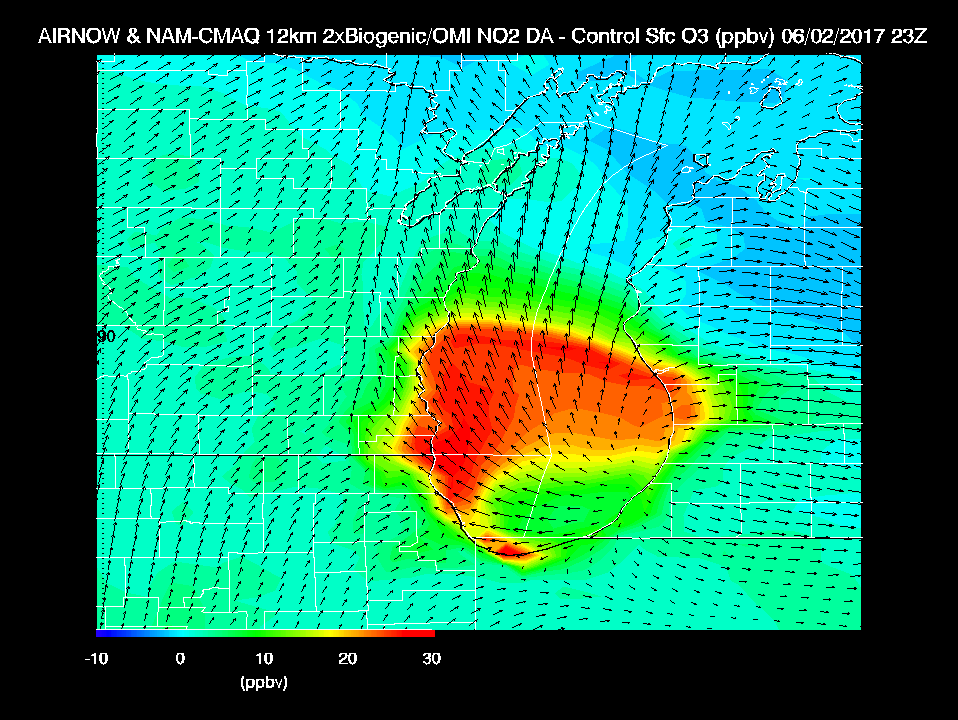 AIRNOW & NAM-CMAQ 12km 2xBiogenic/OMI NO2 DA - Control Sfc O3 (ppbv) 06/02/2017 23Z
90
-10 0 10 20 30
(ppbv)